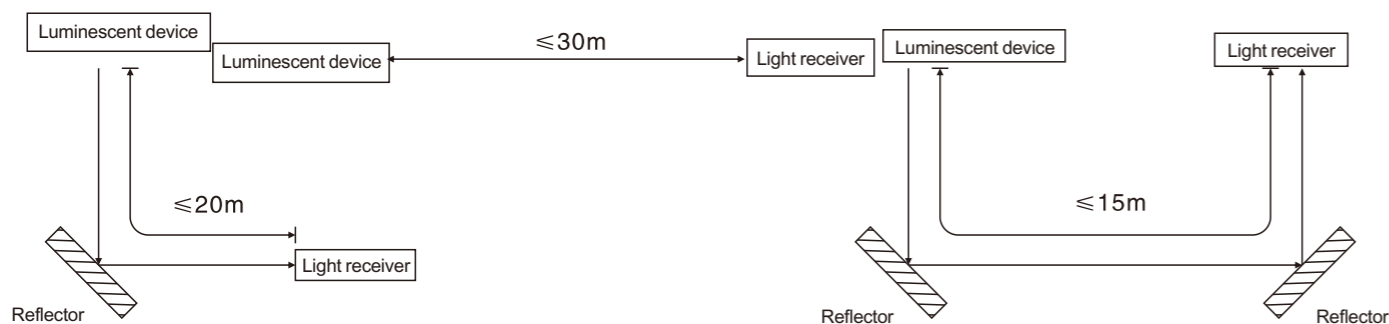 Luminescent device
Luminescent device
≤30m
Light receiver
Luminescent device
Light receiver
≤20m
Light receiver
Reflector
≤15m
Reflector
Reflector